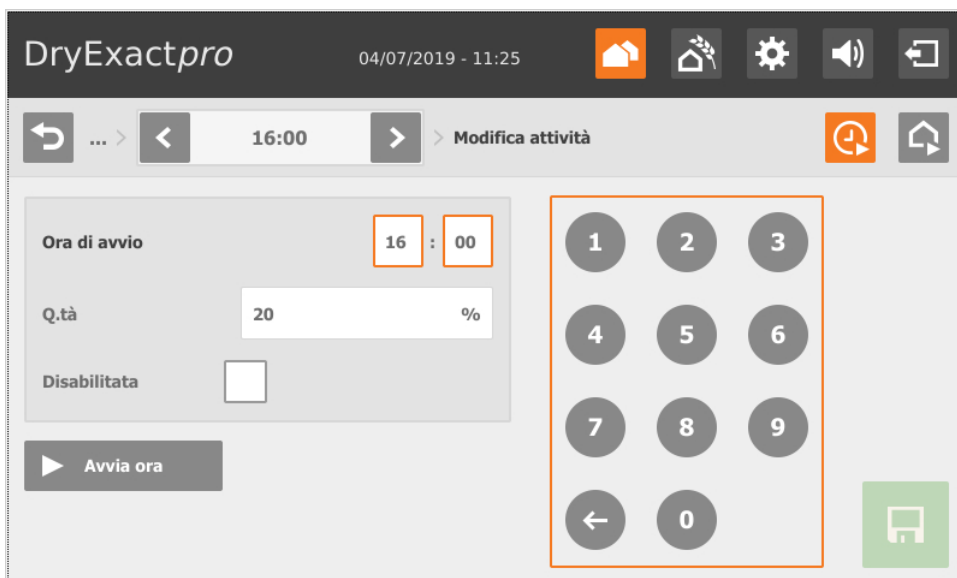 DryExactpro 04/07/2019 - 11:25
... > 16:00 > Modifica attività
Ora di avvio 16 : 00
Q.tà 20 %
Disabilitata
Avvia ora
1 2 3
4 5 6
7 8 9
0